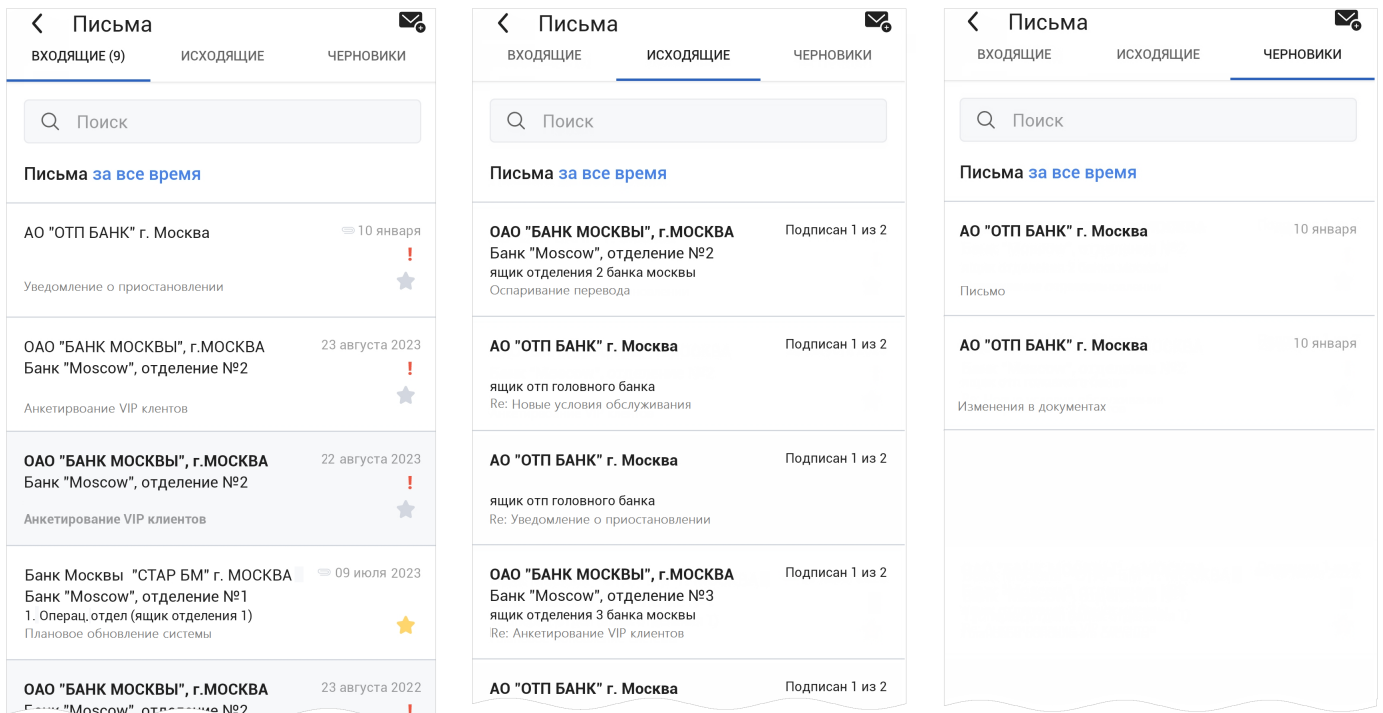 Письма
ВХОДЯЩИЕ (9) ИСХОДЯЩИЕ ЧЕРНОВИКИ
Поиск
Письма за все время
АО "ОТП БАНК" г. Москва 10 января
!
Уведомление о приостановлении
ОАО "БАНК МОСКВЫ", г.МОСКВА 23 августа 2023
Банк "Moscow", отделение №2 !
Анкетирвоание VIP клентов
ОАО "БАНК МОСКВЫ", г.МОСКВА 22 августа 2023
Банк "Moscow", отделение №2 !
Анкетирование VIP клиентов
Банк Москвы "СТАР БМ" г. МОСКВА 09 июля 2023
Банк "Moscow", отделение №1
1. Операц. отдел (ящик отделения 1)
Плановое обновление системы
ОАО "БАНК МОСКВЫ", г.МОСКВА 23 августа 2022
Банк "Moscow", отделение №2 !
Письма
ВХОДЯЩИЕ ИСХОДЯЩИЕ ЧЕРНОВИКИ
Поиск
Письма за все время
ОАО "БАНК МОСКВЫ", г.МОСКВА Подписан 1 из 2
Банк "Moscow", отделение №2
ящик отделения 2 банка москвы
Оспаривание перевода
АО "ОТП БАНК" г. Москва Подписан 1 из 2
ящик отп головного банка
Re: Новые условия обслуживания
АО "ОТП БАНК" г. Москва Подписан 1 из 2
ящик отп головного банка
Re: Уведомление о приостановлении
ОАО "БАНК МОСКВЫ", г.МОСКВА Подписан 1 из 2
Банк "Moscow", отделение №3
ящик отделения 3 банка москвы
Re: Анкетирование VIP клиентов
АО "ОТП БАНК" г. Москва Подписан 1 из 2
Письма
ВХОДЯЩИЕ ИСХОДЯЩИЕ ЧЕРНОВИКИ
Поиск
Письма за все время
АО "ОТП БАНК" г. Москва 10 января
Письмо
АО "ОТП БАНК" г. Москва 10 января
Изменения в документах